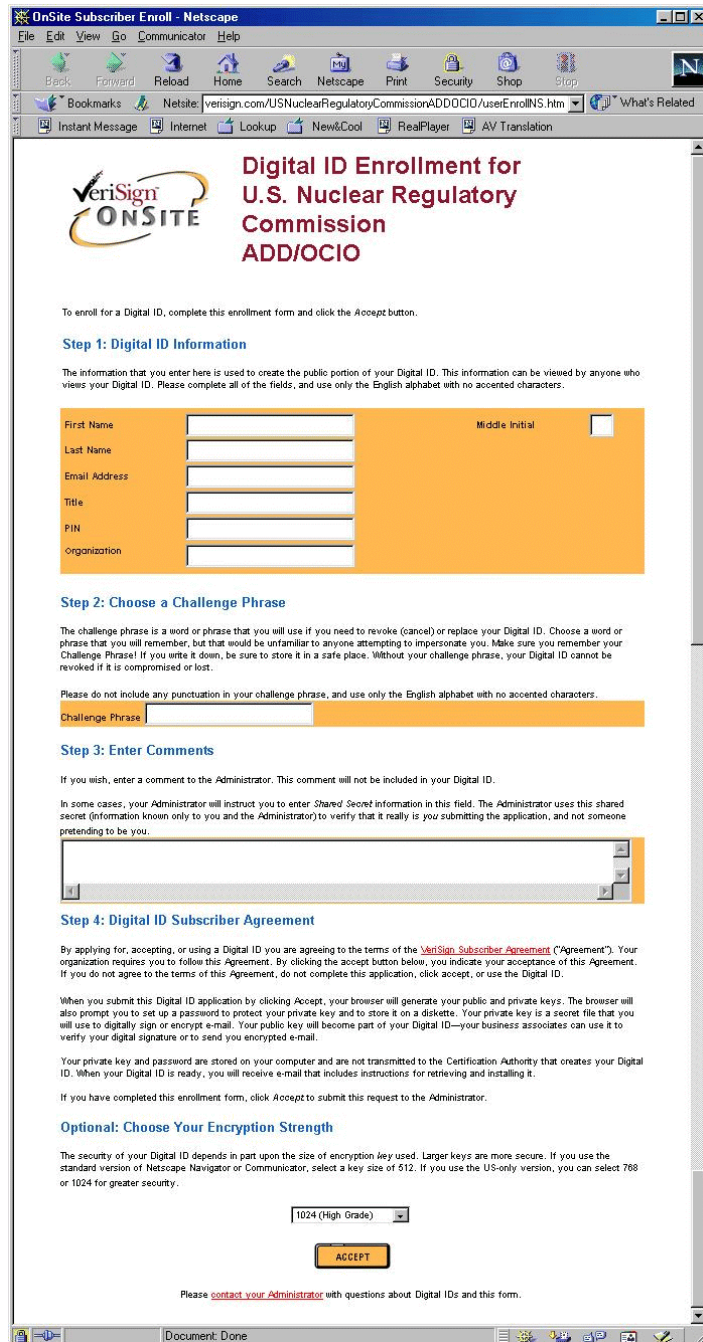 OnSite Subscriber Enroll - Netscape
File Edit View Go Communicator Help
Back Forward Reload Home Search Netscape Print Security Shop Stop
Bookmarks Netsite: verisign.com/USNuclearRegulatoryCommissionADDOCIO/userEnrollNS.htm What's Related
Instant Message Internet Lookup New&Cool RealPlayer AV Translation
VeriSign
ONSITE
Digital ID Enrollment for
U.S. Nuclear Regulatory
Commission
ADD/OCIO
To enroll for a Digital ID, complete this enrollment form and click the Accept button.
Step 1: Digital ID Information
The information that you enter here is used to create the public portion of your Digital ID. This information can be viewed by anyone who
views your Digital ID. Please complete all of the fields, and use only the English alphabet with no accented characters.
First Name Middle Initial
Last Name
Email Address
Title
PIN
Organization
Step 2: Choose a Challenge Phrase
The challenge phrase is a word or phrase that you will use if you need to revoke (cancel) or replace your Digital ID. Choose a word or
phrase that you will remember, but that would be unfamiliar to anyone attempting to impersonate you. Make sure you remember your
Challenge Phrase! If you write it down, be sure to store it in a safe place. Without your challenge phrase, your Digital ID cannot be
revoked if it is compromised or lost.
Please do not include any punctuation in your challenge phrase, and use only the English alphabet with no accented characters.
Challenge Phrase
Step 3: Enter Comments
If you wish, enter a comment to the Administrator. This comment will not be included in your Digital ID.
In some cases, your Administrator will instruct you to enter Shared Secret information in this field. The Administrator uses this shared
secret (information known only to you and the Administrator) to verify that it really is you submitting the application, and not someone
pretending to be you.
Step 4: Digital ID Subscriber Agreement
By applying for, accepting, or using a Digital ID you are agreeing to the terms of the VeriSign Subscriber Agreement ("Agreement"). Your
organization requires you to follow this Agreement. By clicking the accept button below, you indicate your acceptance of this Agreement.
If you do not agree to the terms of this Agreement, do not complete this application, click accept, or use the Digital ID.
When you submit this Digital ID application by clicking Accept, your browser will generate your public and private keys. The browser will
also prompt you to set up a password to protect your private key and to store it on a diskette. Your private key is a secret file that you
will use to digitally sign or encrypt e-mail. Your public key will become part of your Digital ID—your business associates can use it to
verify your digital signature or to send you encrypted e-mail.
Your private key and password are stored on your computer and are not transmitted to the Certification Authority that creates your Digital
ID. When your Digital ID is ready, you will receive e-mail that includes instructions for retrieving and installing it.
If you have completed this enrollment form, click Accept to submit this request to the Administrator.
Optional: Choose Your Encryption Strength
The security of your Digital ID depends in part upon the size of encryption key used. Larger keys are more secure. If you use the
standard version of Netscape Navigator or Communicator, select a key size of 512. If you use the US-only version, you can select 768
or 1024 for greater security.
1024 (High Grade)
ACCEPT
Please contact your Administrator with questions about Digital IDs and this form.
Document: Done